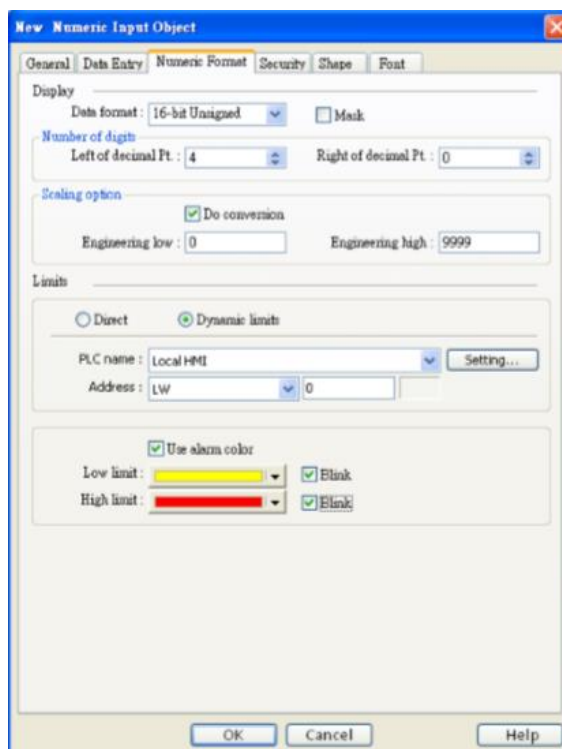 New Numeric Input Object
General Data Entry Numeric Format Security Shape Font
Display
Data format : 16-bit Unsigned Mask
Number of digits
Left of decimal Pt. : 4 Right of decimal Pt. : 0
Scaling option
Do conversion
Engineering low : 0 Engineering high : 9999
Limits
Direct Dynamic limits
PLC name : Local HMI Setting...
Address : LW 0
Use alarm color
Low limit : Blink
High limit : Blink
OK Cancel Help